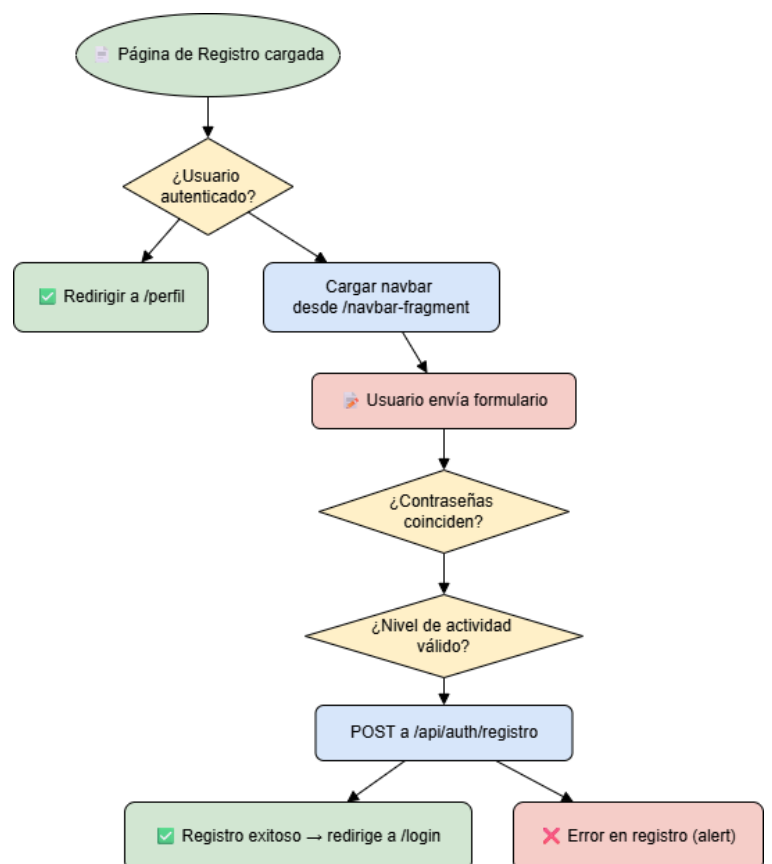 Página de Registro cargada
¿Usuario
autenticado?
Redirigir a /perfil
Cargar navbar
desde /navbar-fragment
Usuario envía formulario
¿Contraseñas
coinciden?
¿Nivel de actividad
válido?
POST a /api/auth/registro
Registro exitoso → redirige a /login
Error en registro (alert)